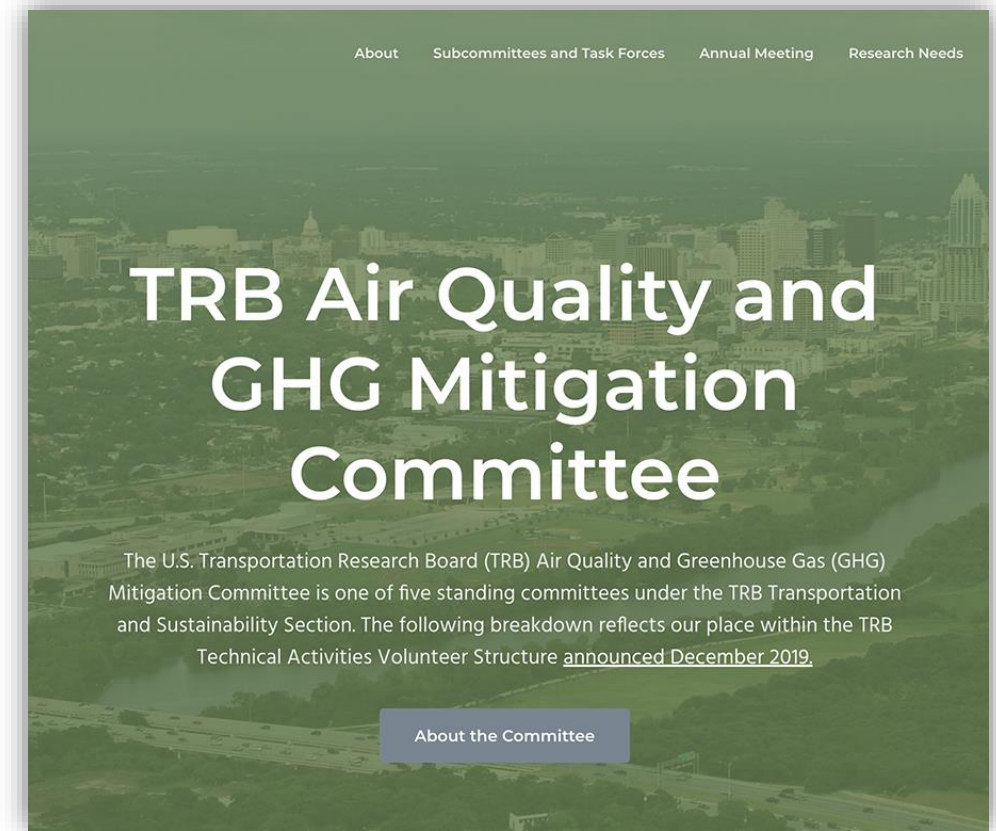 About Subcommittees and Task Forces Annual Meeting Research Needs
TRB Air Quality and
GHG Mitigation
Committee
The U.S. Transportation Research Board (TRB) Air Quality and Greenhouse Gas (GHG)
Mitigation Committee is one of five standing committees under the TRB Transportation
and Sustainability Section. The following breakdown reflects our place within the TRB
Technical Activities Volunteer Structure announced December 2019.
About the Committee